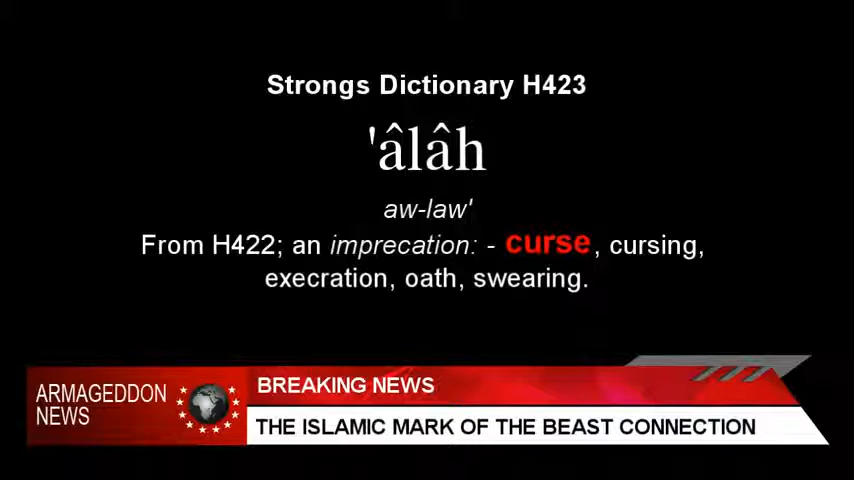 Strongs Dictionary H423
'âlâh
aw-law'
From H422; an imprecation: - curse, cursing,
execration, oath, swearing.
ARMAGEDDON
NEWS
BREAKING NEWS
THE ISLAMIC MARK OF THE BEAST CONNECTION